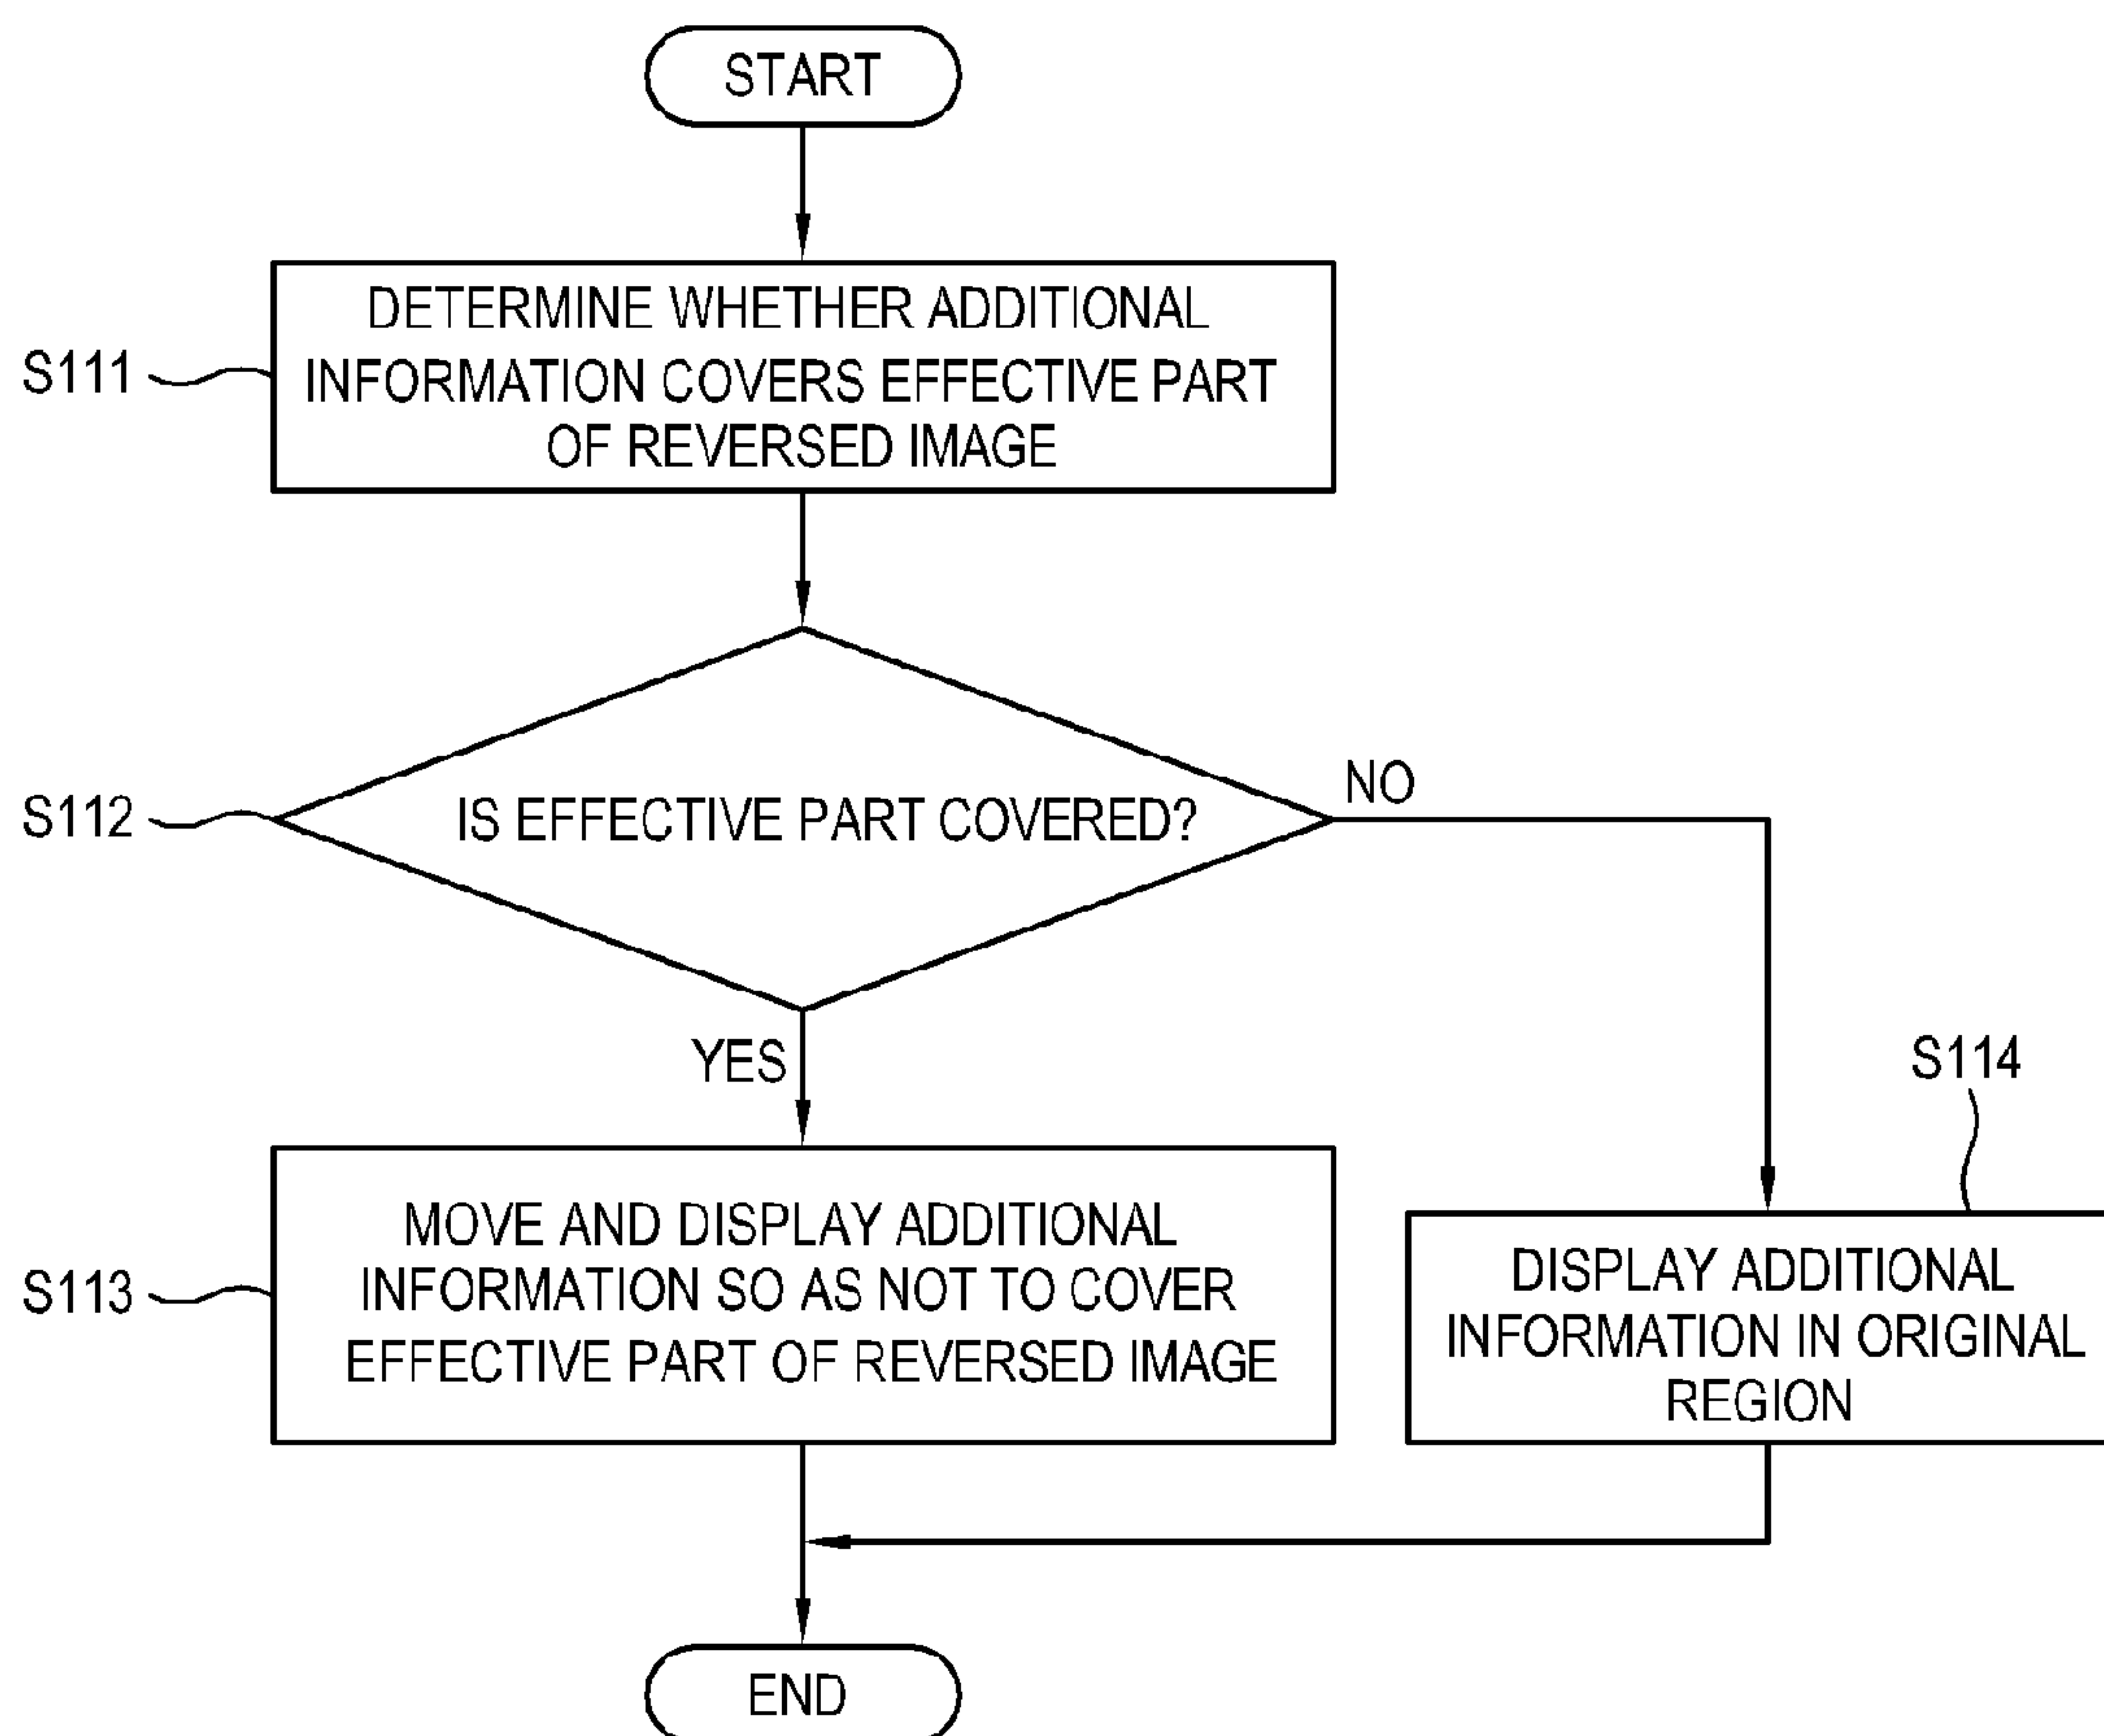 START
S111
DETERMINE WHETHER ADDITIONAL
INFORMATION COVERS EFFECTIVE PART
OF REVERSED IMAGE
S112
IS EFFECTIVE PART COVERED?
NO
YES
S113
MOVE AND DISPLAY ADDITIONAL
INFORMATION SO AS NOT TO COVER
EFFECTIVE PART OF REVERSED IMAGE
S114
DISPLAY ADDITIONAL
INFORMATION IN ORIGINAL
REGION
END